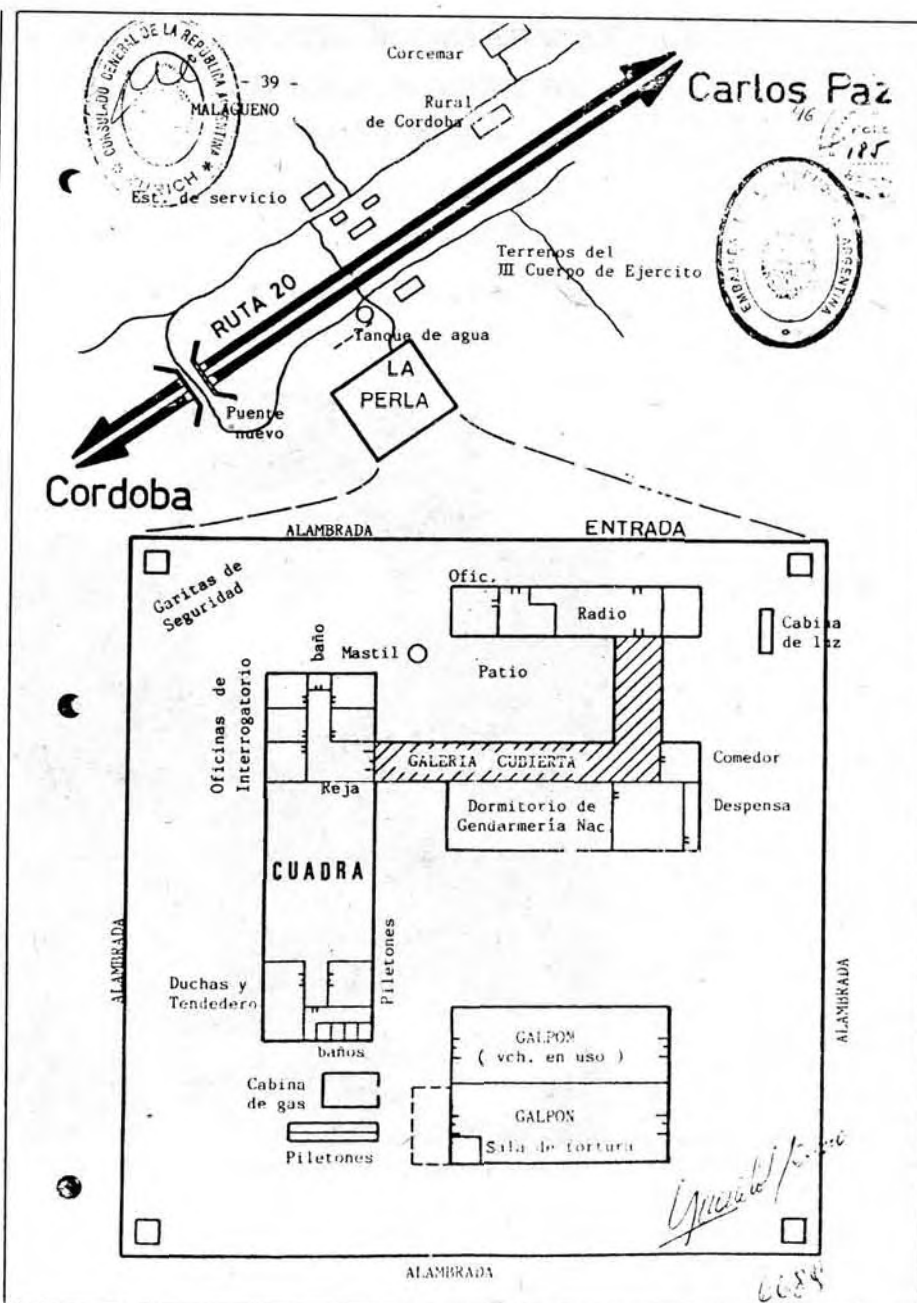 CONSULADO GENERAL DE LA REPUBLICA ARGENTINA
ZURICH
- 39 -
MALAGUENO
Corcemar
Rural
de Cordoba
Carlos Paz
185
EMBAJADA
ARGENTINA
Est. de servicio
Terrenos del
III Cuerpo de Ejercito
RUTA 20
Tanque de agua
LA
PERLA
Puente
nuevo
Cordoba
ALAMBRADA
ENTRADA
Garitas de
Seguridad
Ofic.
Radio
Cabina
de luz
baño
Mastil
Patio
Oficinas de
Interrogatorio
GALERIA CUBIERTA
Comedor
Reja
Dormitorio de
Gendarmería Nac.
Despensa
CUADRA
ALAMBRADA
Piletones
ALAMBRADA
Duchas y
Tendedero
baños
GALPON
( vch. en uso )
Cabina
de gas
GALPON
Sala de tortura
Piletones
ALAMBRADA